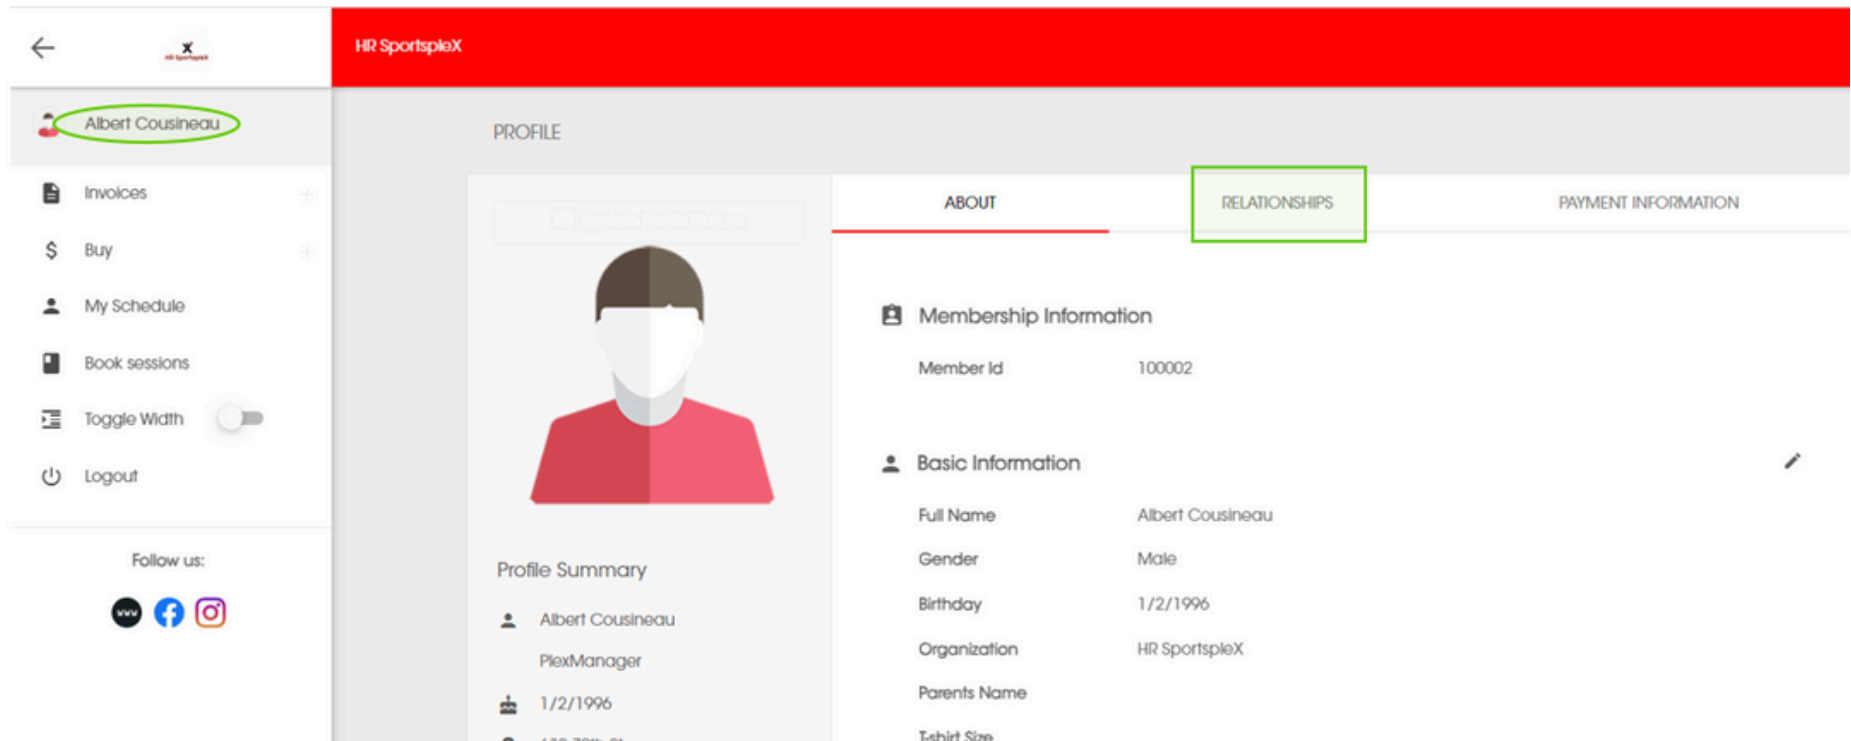 X
HR SportspleX
HR SportspleX
Albert Cousineau
Invoices
Buy
My Schedule
Book sessions
Toggle Width
Logout
Follow us:
PROFILE
ABOUT
RELATIONSHIPS
PAYMENT INFORMATION
Profile Summary
Albert Cousineau
PlexManager
1/2/1996
Membership Information
Member Id 100002
Basic Information
Full Name Albert Cousineau
Gender Male
Birthday 1/2/1996
Organization HR SportspleX
Parents Name
T-shirt Size